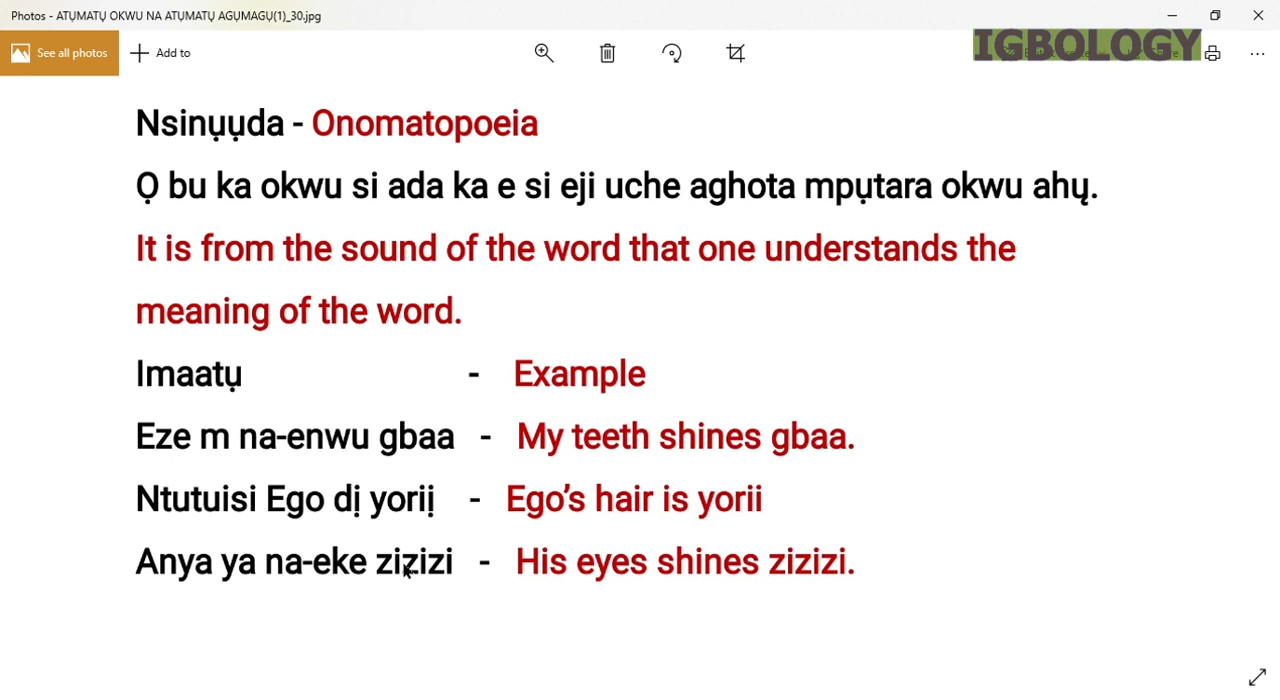 Photos - ATỤMATỤ OKWU NA ATỤMATỤ AGỤMAGỤ(1)_30.jpg
See all photos Add to
IGBOLOGY
Nsinụụda - Onomatopoeia
Ọ bu ka okwu si ada ka e si eji uche aghota mpụtara okwu ahụ.
It is from the sound of the word that one understands the
meaning of the word.
Imaatụ - Example
Eze m na-enwu gbaa - My teeth shines gbaa.
Ntutuisi Ego dị yorịị - Ego's hair is yorii
Anya ya na-eke zizizi - His eyes shines zizizi.